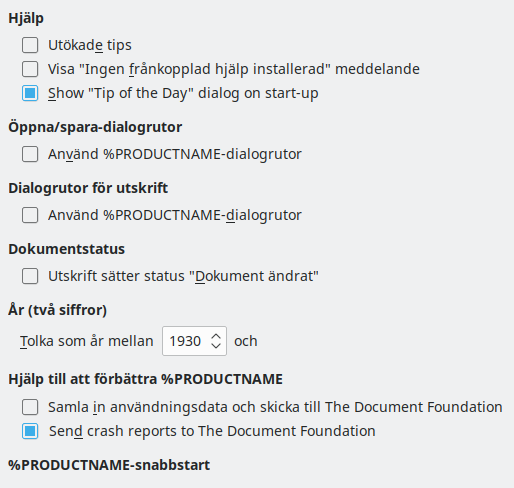 Hjälp
Utökade tips
Visa "Ingen frånkopplad hjälp installerad" meddelande
Show "Tip of the Day" dialog on start-up
Öppna/spara-dialogrutor
Använd %PRODUCTNAME-dialogrutor
Dialogrutor för utskrift
Använd %PRODUCTNAME-dialogrutor
Dokumentstatus
Utskrift sätter status "Dokument ändrat"
År (två siffror)
Tolka som år mellan 1930 och
Hjälp till att förbättra %PRODUCTNAME
Samla in användningsdata och skicka till The Document Foundation
Send crash reports to The Document Foundation
%PRODUCTNAME-snabbstart